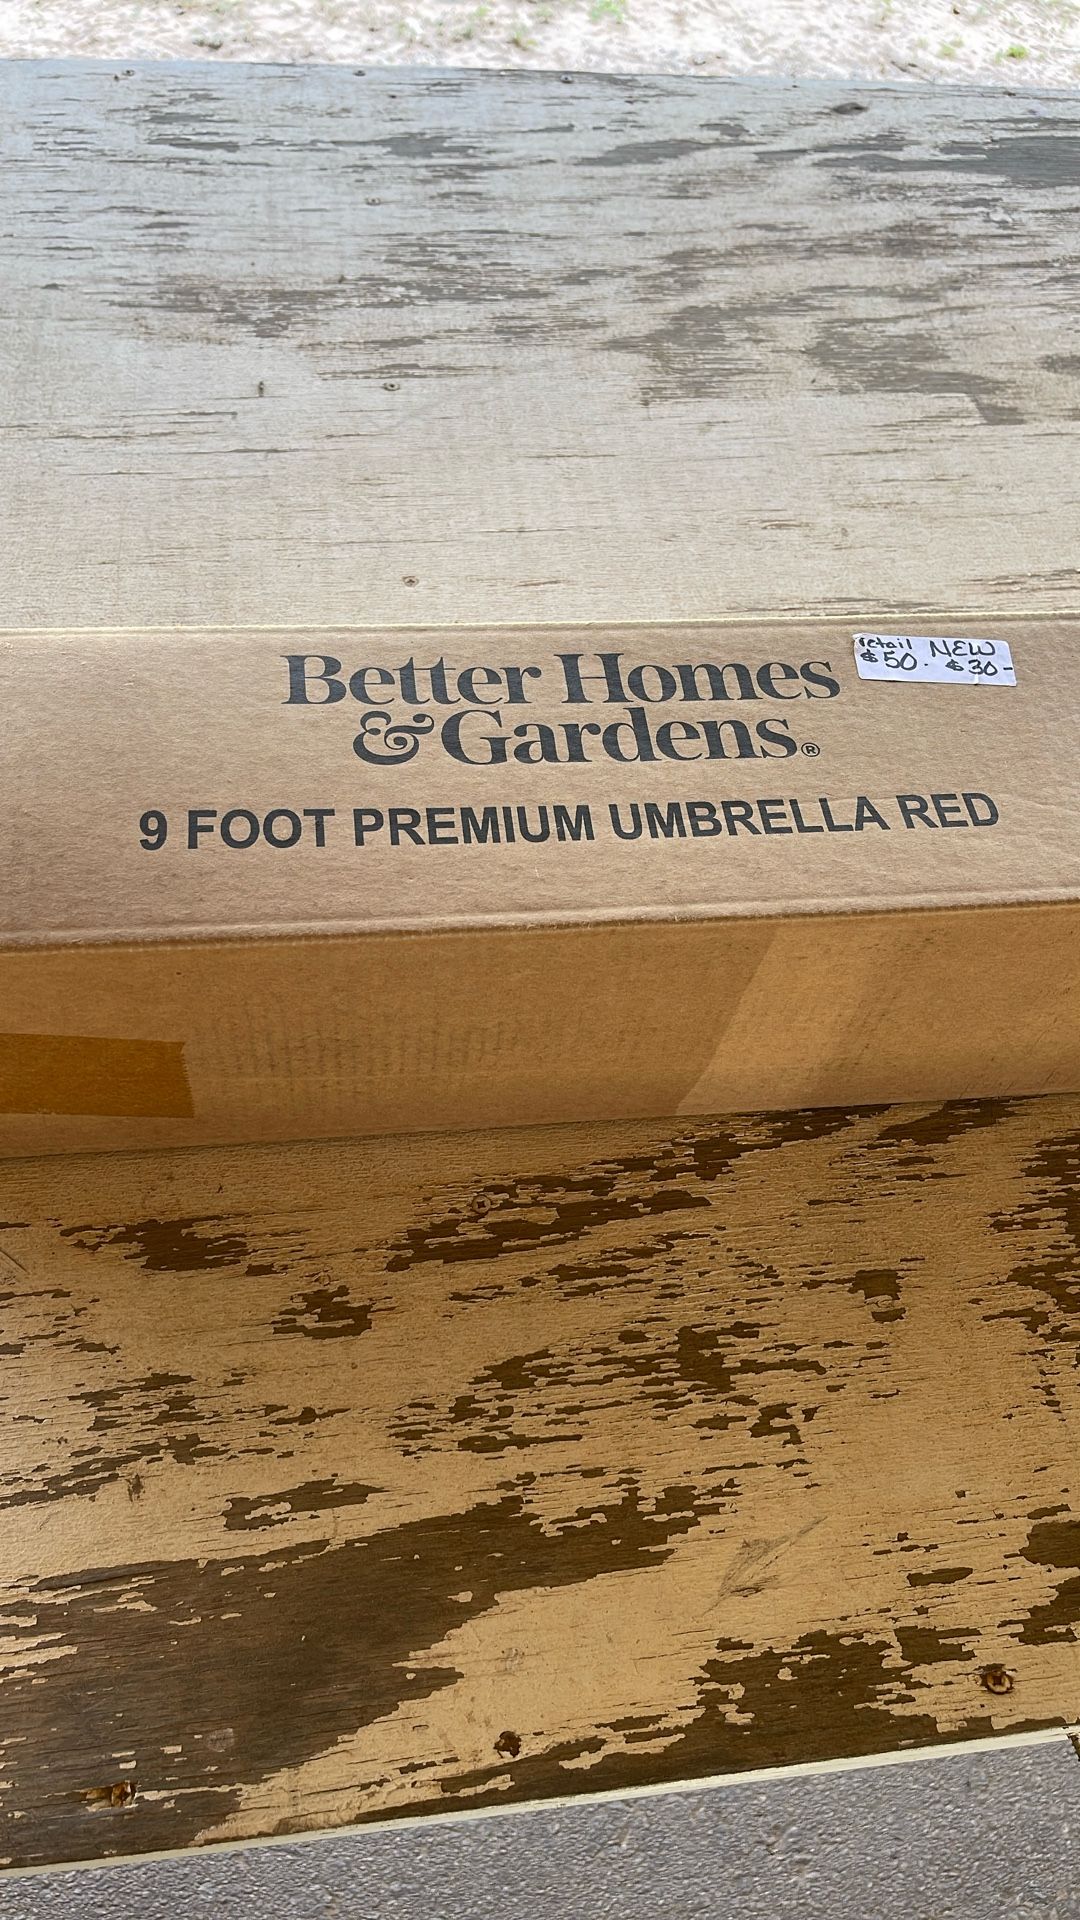 Better Homes
& Gardens®
9 FOOT PREMIUM UMBRELLA RED
retail NEW
$50. $30-